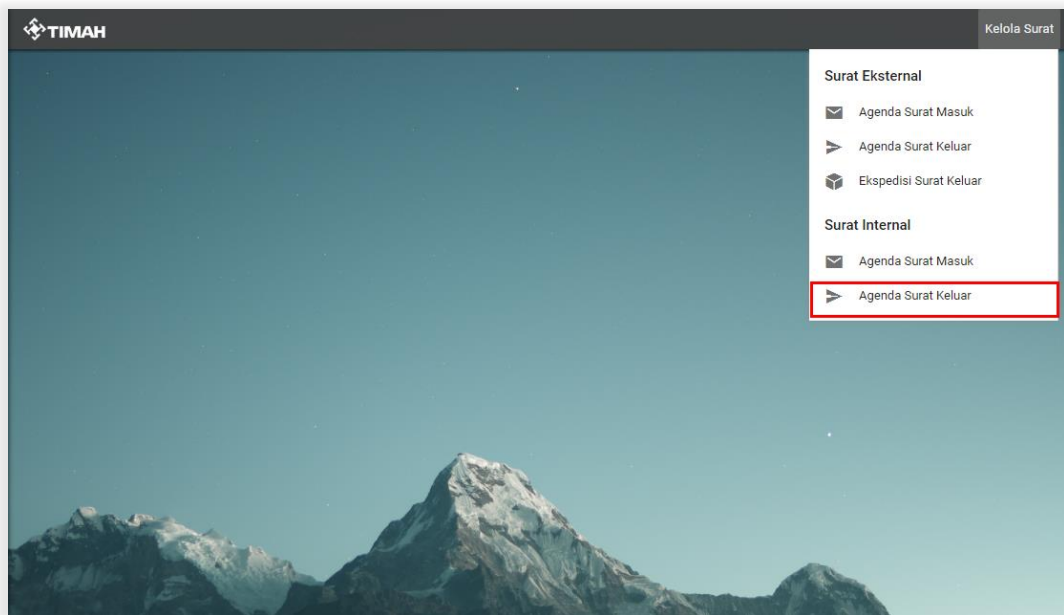 TIMAH
Kelola Surat
Surat Eksternal
Agenda Surat Masuk
Agenda Surat Keluar
Ekspedisi Surat Keluar
Surat Internal
Agenda Surat Masuk
Agenda Surat Keluar